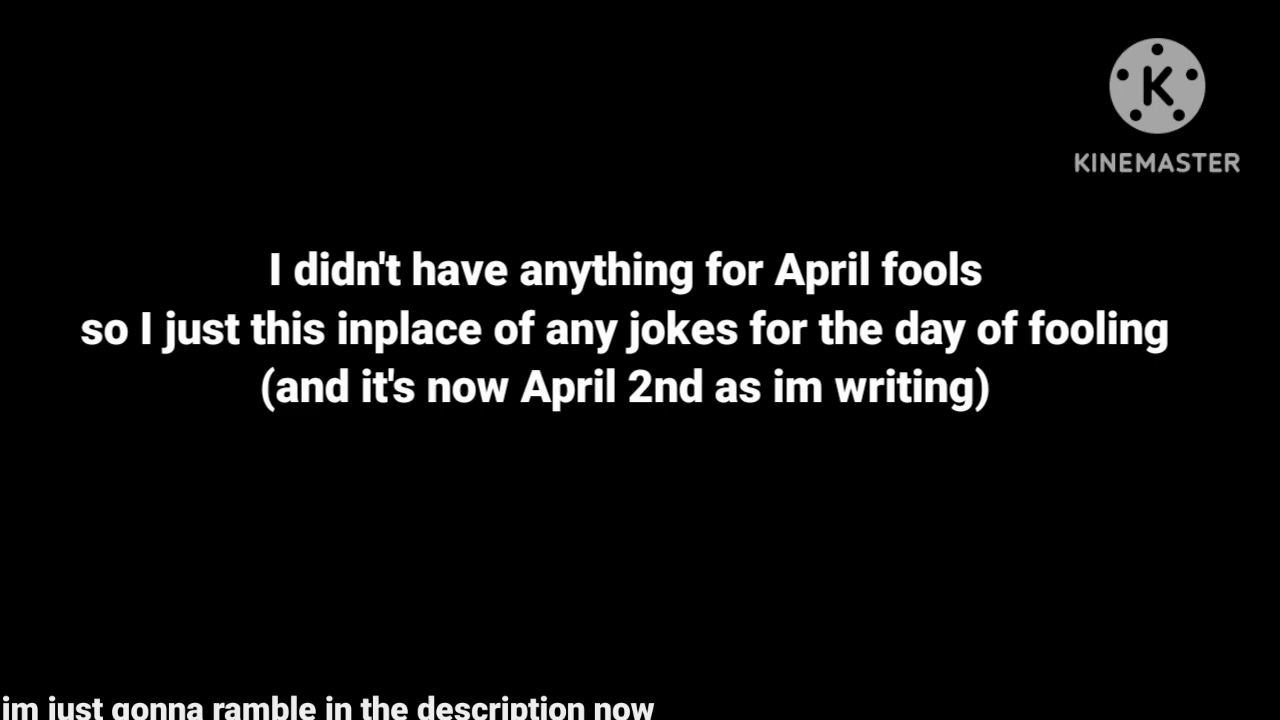 K
KINEMASTER
I didn't have anything for April fools
so I just this inplace of any jokes for the day of fooling
(and it's now April 2nd as im writing)
im just gonna ramble in the description now